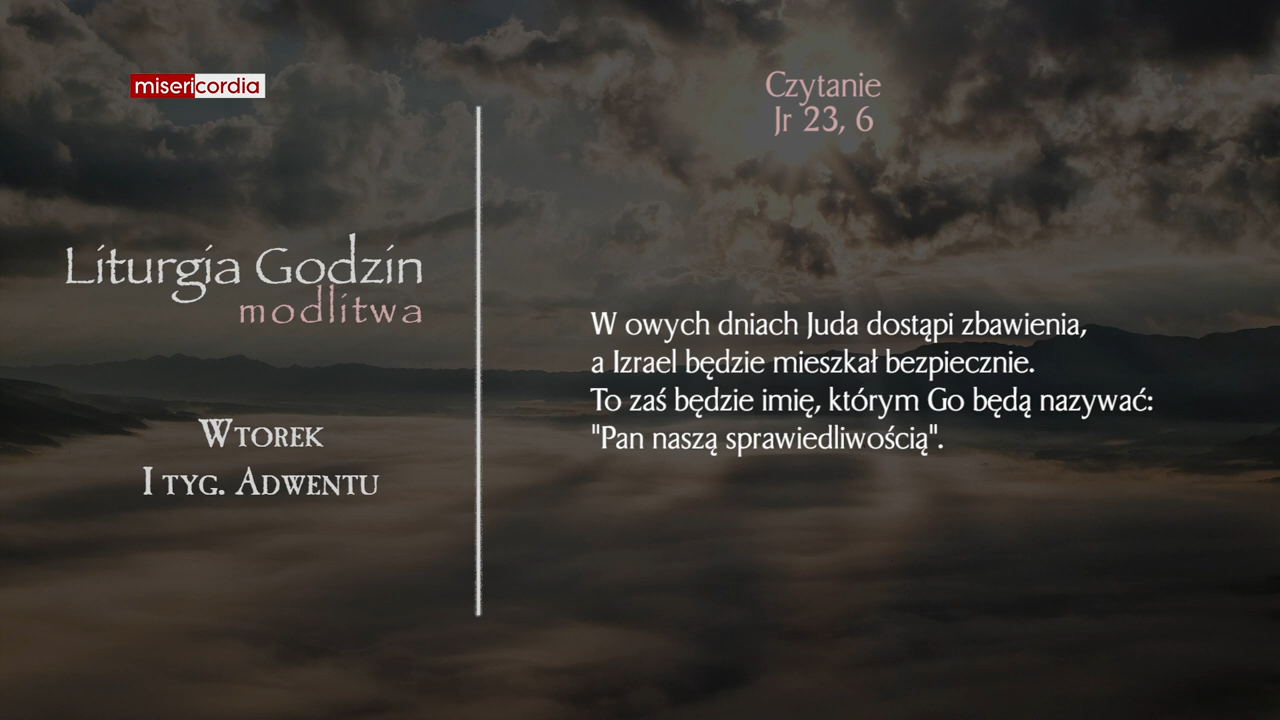 misericordia
Liturgia Godzin
modlitwa
Wtorek
I tyg. Adwentu
Czytanie
Jr 23, 6
W owych dniach Juda dostąpi zbawienia,
a Izrael będzie mieszkał bezpiecznie.
To zaś będzie imię, którym Go będą nazywać:
"Pan naszą sprawiedliwością".